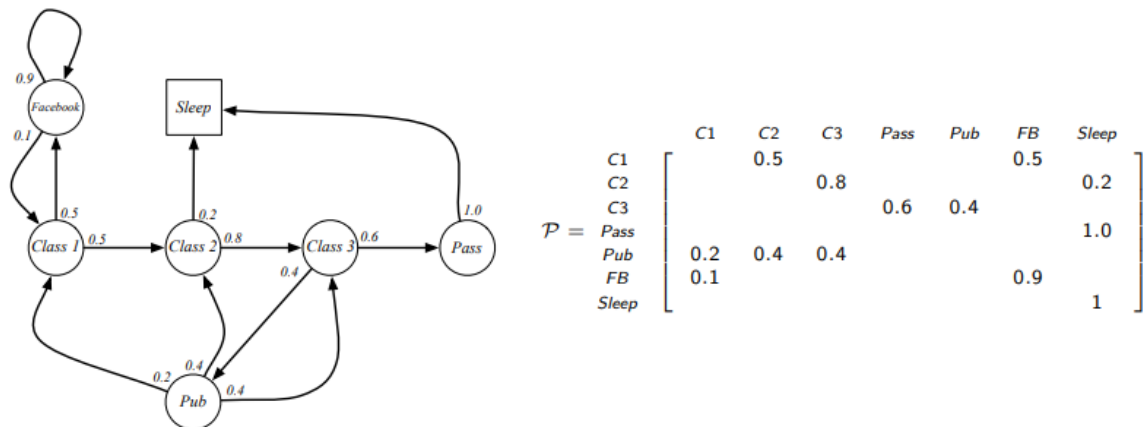 0.9
Facebook
0.1
Sleep
0.5
0.2
1.0
Class 1
0.5
Class 2
0.8
Class 3
0.6
Pass
0.4
0.2
0.4
0.4
Pub
C1 C2 C3 Pass Pub FB Sleep
C1 0.5 0.5
C2 0.8 0.2
C3 0.6 0.4
P = Pass 1.0
Pub 0.2 0.4 0.4
FB 0.1 0.9
Sleep 1